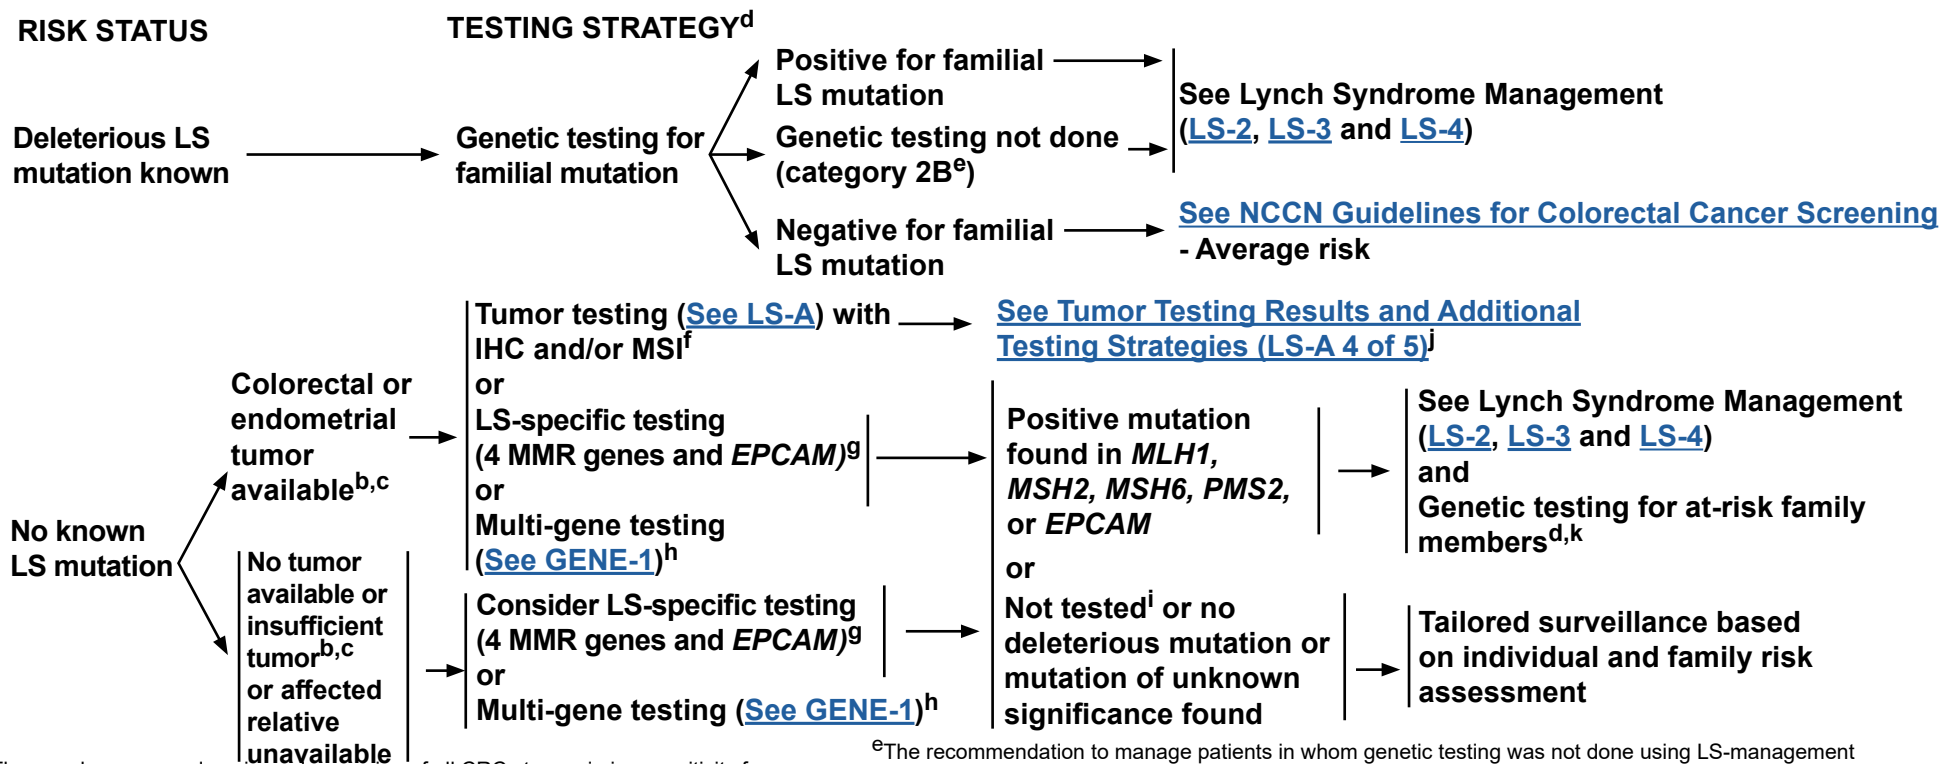 RISK STATUS
TESTING STRATEGYd
Deleterious LS
mutation known
Genetic testing for
familial mutation
Positive for familial
LS mutation
Genetic testing not done
(category 2Be)
Negative for familial
LS mutation
See Lynch Syndrome Management
(LS-2, LS-3 and LS-4)
See NCCN Guidelines for Colorectal Cancer Screening
- Average risk
No known
LS mutation
Colorectal or
endometrial
tumor
availableb,c
Tumor testing (See LS-A) with
IHC and/or MSIf
or
LS-specific testing
(4 MMR genes and EPCAM)g
or
Multi-gene testing
(See GENE-1)h
See Tumor Testing Results and Additional
Testing Strategies (LS-A 4 of 5)j
No tumor
available or
insufficient
tumorb,c
or affected
relative
unavailable
Consider LS-specific testing
(4 MMR genes and EPCAM)g
or
Multi-gene testing (See GENE-1)h
Positive mutation
found in MLH1,
MSH2, MSH6, PMS2,
or EPCAM
or
Not testedi or no
deleterious mutation or
mutation of unknown
significance found
See Lynch Syndrome Management
(LS-2, LS-3 and LS-4)
and
Genetic testing for at-risk family
membersd,k
Tailored surveillance based
on individual and family risk
assessment
eThe recommendation to manage patients in whom genetic testing was not done using LS-management